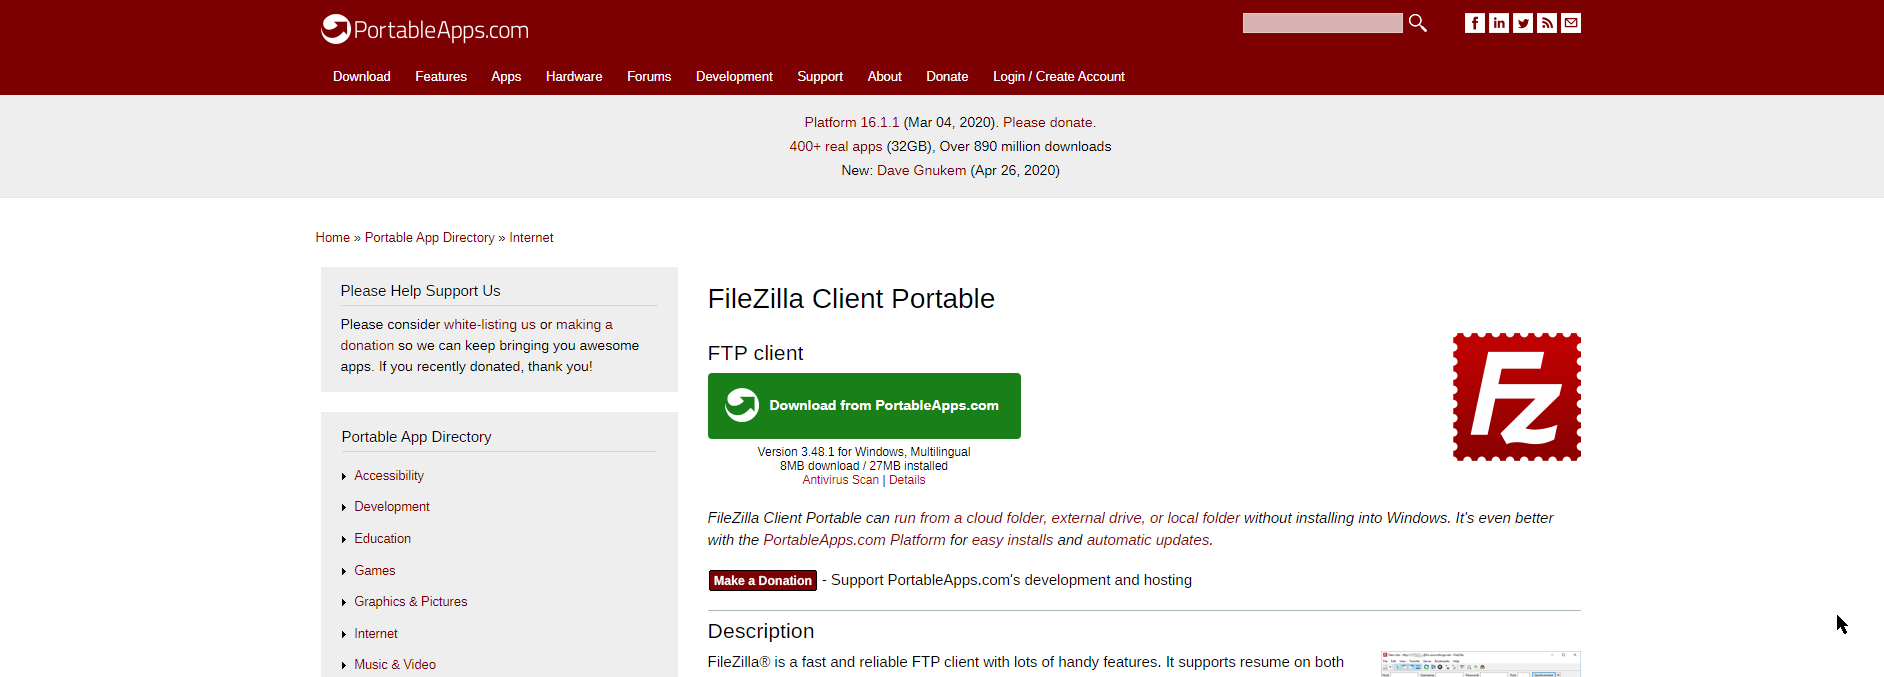 PortableApps.com
Download Features Apps Hardware Forums Development Support About Donate Login / Create Account
Platform 16.1.1 (Mar 04, 2020). Please donate.
400+ real apps (32GB), Over 890 million downloads
New: Dave Gnukem (Apr 26, 2020)
Home » Portable App Directory » Internet
Please Help Support Us
Please consider white-listing us or making a
donation so we can keep bringing you awesome
apps. If you recently donated, thank you!
Portable App Directory
Accessibility
Development
Education
Games
Graphics & Pictures
Internet
Music & Video
FileZilla Client Portable
FTP client
Download from PortableApps.com
Version 3.48.1 for Windows, Multilingual
8MB download / 27MB installed
Antivirus Scan | Details
Fz
FileZilla Client Portable can run from a cloud folder, external drive, or local folder without installing into Windows. It's even better
with the PortableApps.com Platform for easy installs and automatic updates.
Make a Donation - Support PortableApps.com's development and hosting
Description
FileZilla® is a fast and reliable FTP client with lots of handy features. It supports resume on both